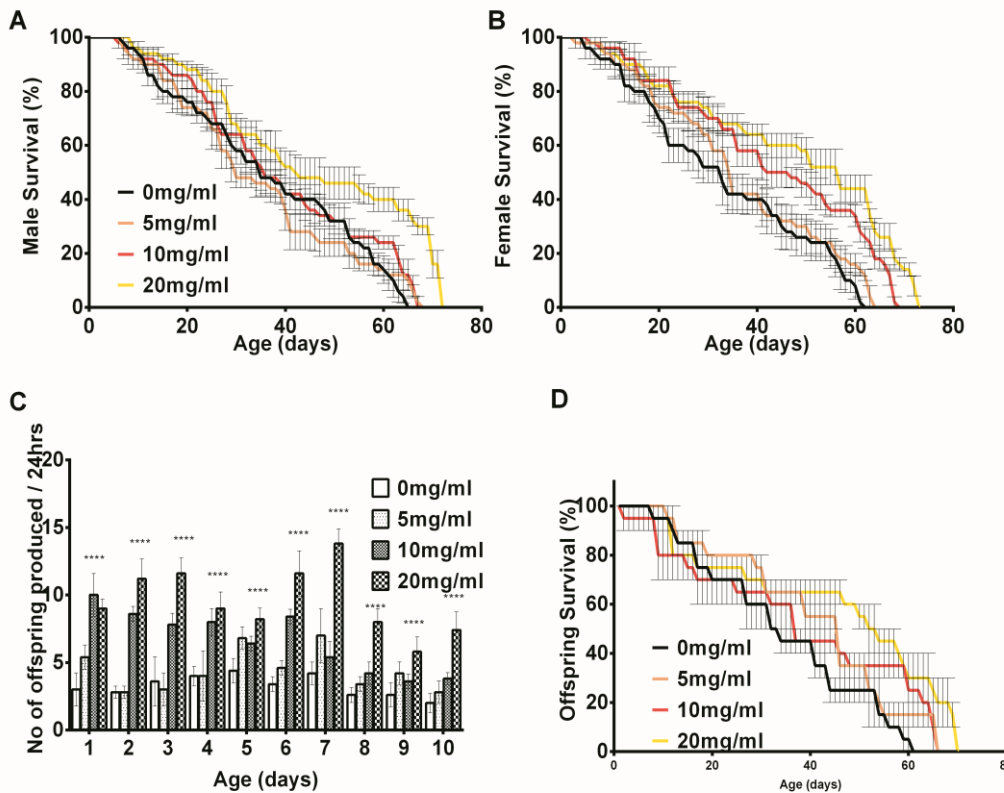 A
Male Survival (%)
100
80
60
40
20
0
0mg/ml
5mg/ml
10mg/ml
20mg/ml
0 20 40 60 80
Age (days)
B
Female Survival (%)
100
80
60
40
20
0
0 20 40 60 80
Age (days)
C
No of offspring produced / 24hrs
20
15
10
5
0
0mg/ml
5mg/ml
10mg/ml
20mg/ml
**** **** **** **** **** **** **** **** **** ****
1 2 3 4 5 6 7 8 9 10
Age (days)
D
Offspring Survival (%)
100
80
60
40
20
0
0mg/ml
5mg/ml
10mg/ml
20mg/ml
0 20 40 60 80
Age (days)